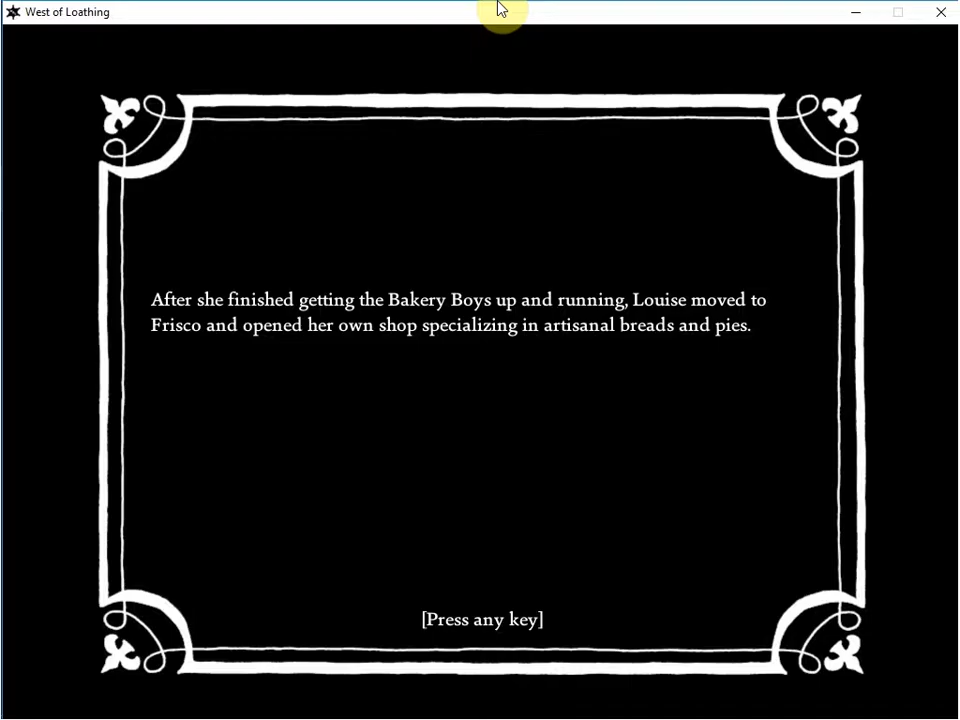 West of Loathing
After she finished getting the Bakery Boys up and running, Louise moved to
Frisco and opened her own shop specializing in artisanal breads and pies.
[Press any key]